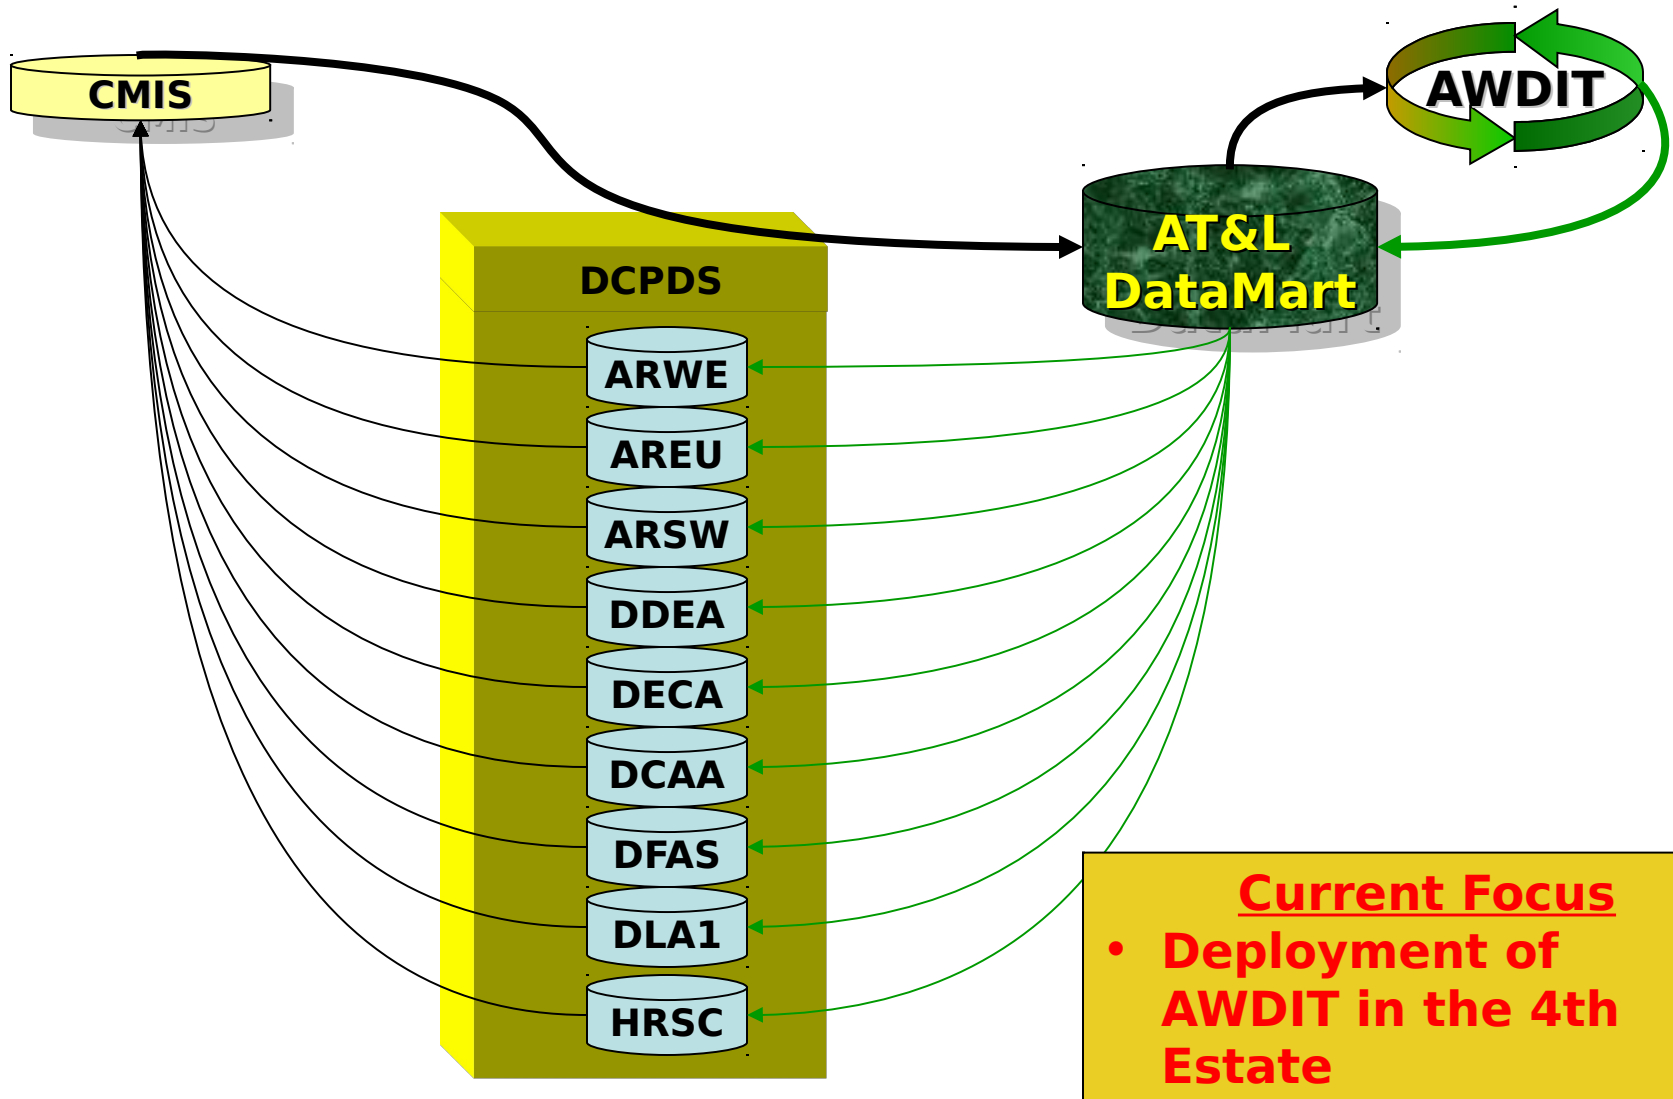 CMIS
AWDIT
AT&L
DataMart
DCPDS
ARWE
AREU
ARSW
DDEA
DECA
DCAA
DFAS
DLA1
HRSC
Current Focus
• Deployment of
AWDIT in the 4th
Estate